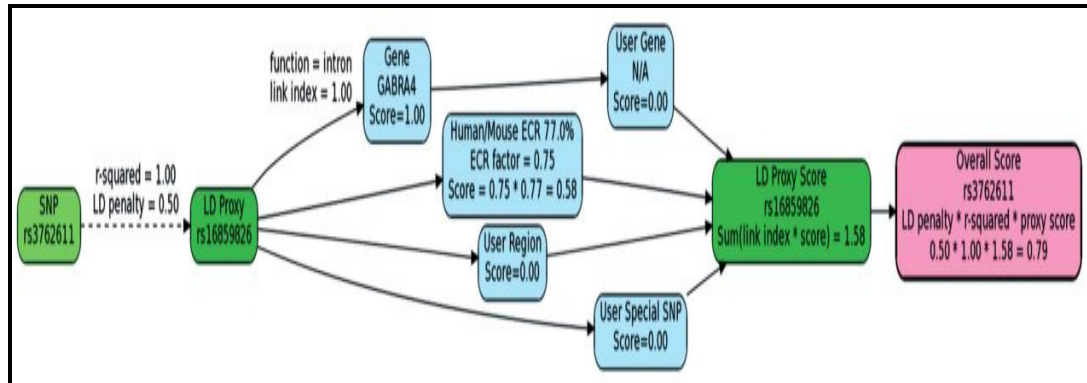 SNP
rs3762611
r-squared = 1.00
LD penalty = 0.50
LD Proxy
rs16859826
function = intron
link index = 1.00
Gene
GABRA4
Score=1.00
User Gene
N/A
Score=0.00
Human/Mouse ECR 77.0%
ECR factor = 0.75
Score = 0.75 * 0.77 = 0.58
User Region
Score=0.00
User Special SNP
Score=0.00
LD Proxy Score
rs16859826
Sum(link index * score) = 1.58
Overall Score
rs3762611
LD penalty * r-squared * proxy score
0.50 * 1.00 * 1.58 = 0.79